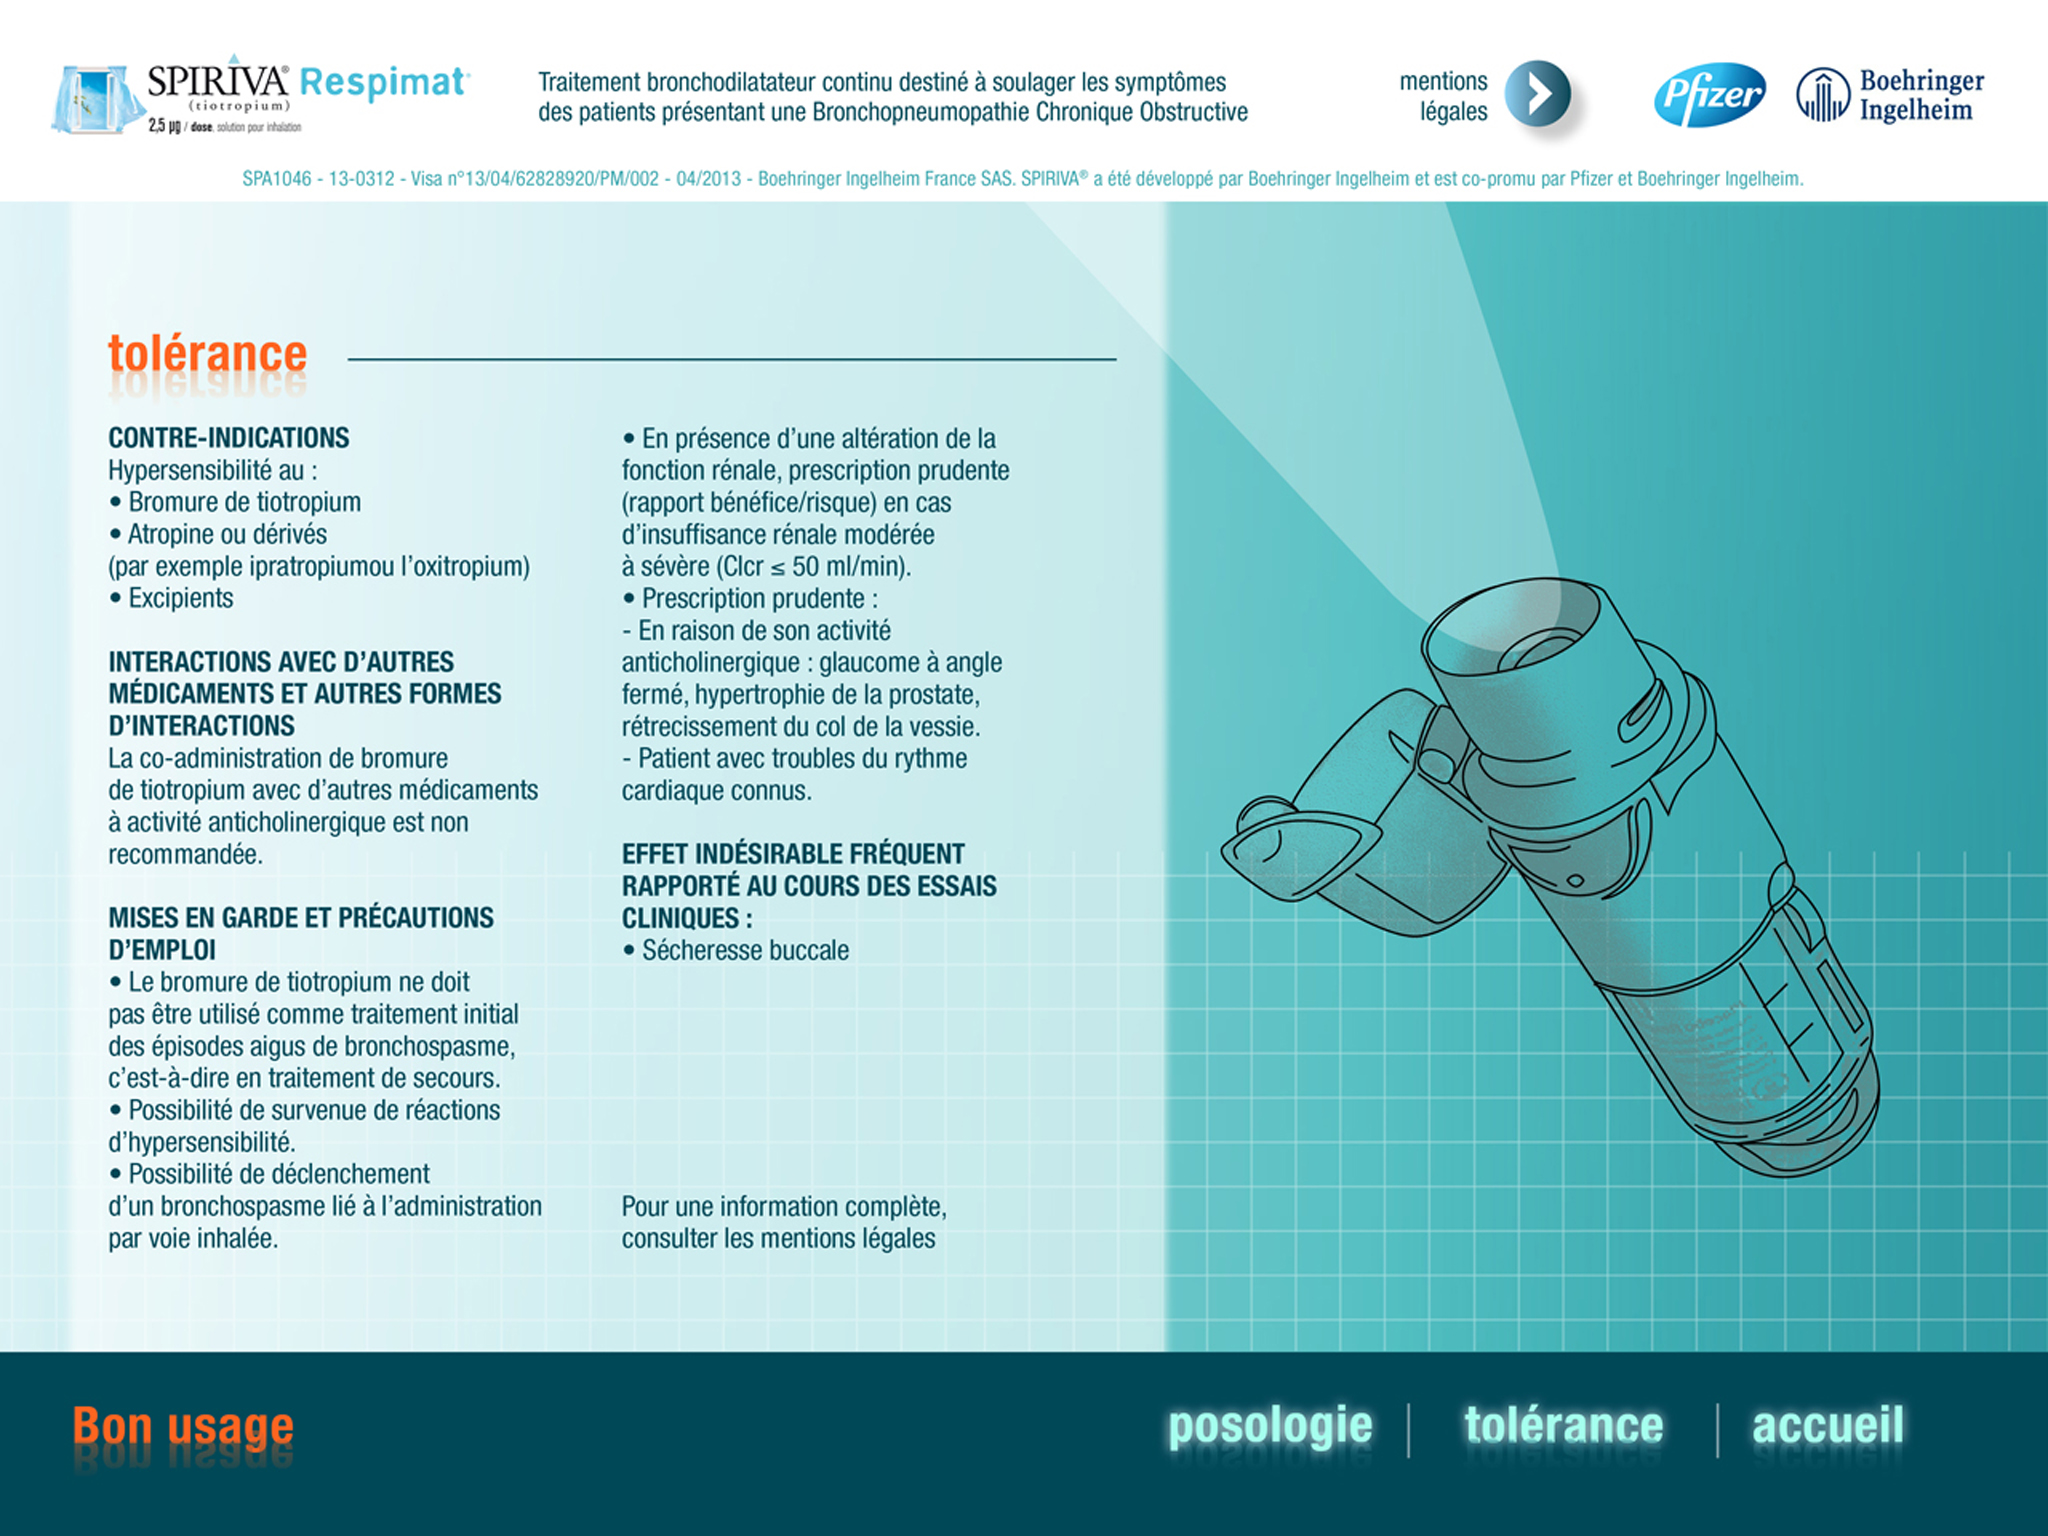 SPIRIVA® Respimat®
(tiotropium)
2,5 µg / dose, solution pour inhalation
Traitement bronchodilatateur continu destiné à soulager les symptômes
des patients présentant une Bronchopneumopathie Chronique Obstructive
mentions
légales
Pfizer
Boehringer
Ingelheim
SPA1046 - 13-0312 - Visa n°13/04/62828920/PM/002 - 04/2013 - Boehringer Ingelheim France SAS. SPIRIVA® a été développé par Boehringer Ingelheim et est co-promu par Pfizer et Boehringer Ingelheim.
tolérance
CONTRE-INDICATIONS
Hypersensibilité au :
• Bromure de tiotropium
• Atropine ou dérivés
(par exemple ipratropiumou l’oxitropium)
• Excipients
INTERACTIONS AVEC D’AUTRES
MÉDICAMENTS ET AUTRES FORMES
D’INTERACTIONS
La co-administration de bromure
de tiotropium avec d’autres médicaments
à activité anticholinergique est non
recommandée.
MISES EN GARDE ET PRÉCAUTIONS
D’EMPLOI
• Le bromure de tiotropium ne doit
pas être utilisé comme traitement initial
des épisodes aigus de bronchospasme,
c’est-à-dire en traitement de secours.
• Possibilité de survenue de réactions
d’hypersensibilité.
• Possibilité de déclenchement
d’un bronchospasme lié à l’administration
par voie inhalée.
• En présence d’une altération de la
fonction rénale, prescription prudente
(rapport bénéfice/risque) en cas
d’insuffisance rénale modérée
à sévère (Clcr ≤ 50 ml/min).
• Prescription prudente :
- En raison de son activité
anticholinergique : glaucome à angle
fermé, hypertrophie de la prostate,
rétrecissement du col de la vessie.
- Patient avec troubles du rythme
cardiaque connus.
EFFET INDÉSIRABLE FRÉQUENT
RAPPORTÉ AU COURS DES ESSAIS
CLINIQUES :
• Sécheresse buccale
Pour une information complète,
consulter les mentions légales
Bon usage
posologie
tolérance
accueil